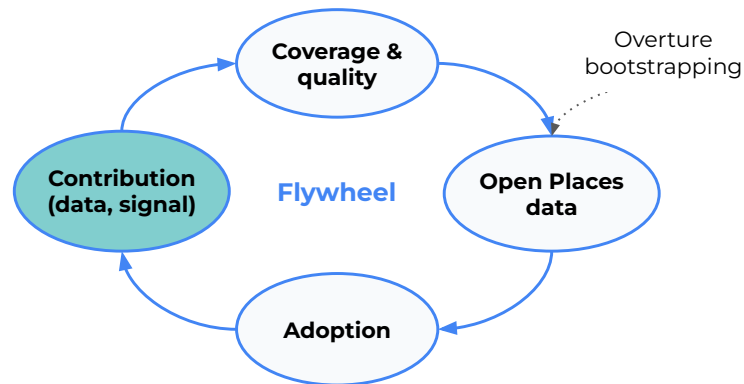 Coverage &
quality
Overture
bootstrapping
Contribution
(data, signal)
Flywheel
Open Places
data
Adoption